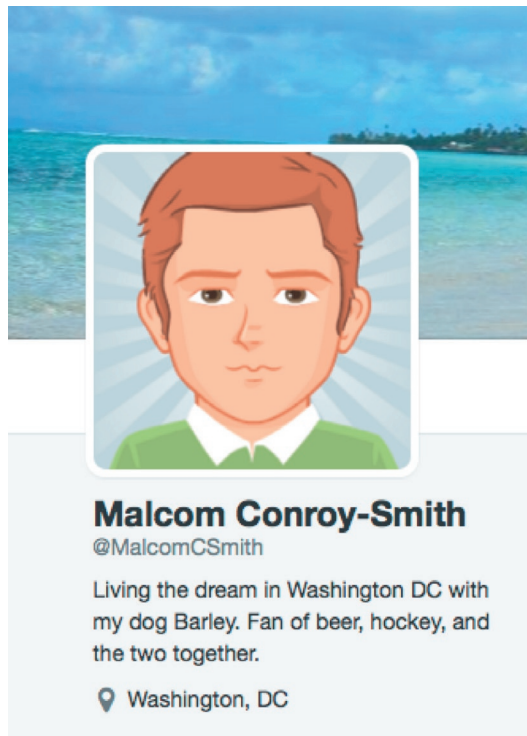 Malcom Conroy-Smith
@MalcomCSmith
Living the dream in Washington DC with
my dog Barley. Fan of beer, hockey, and
the two together.
Washington, DC